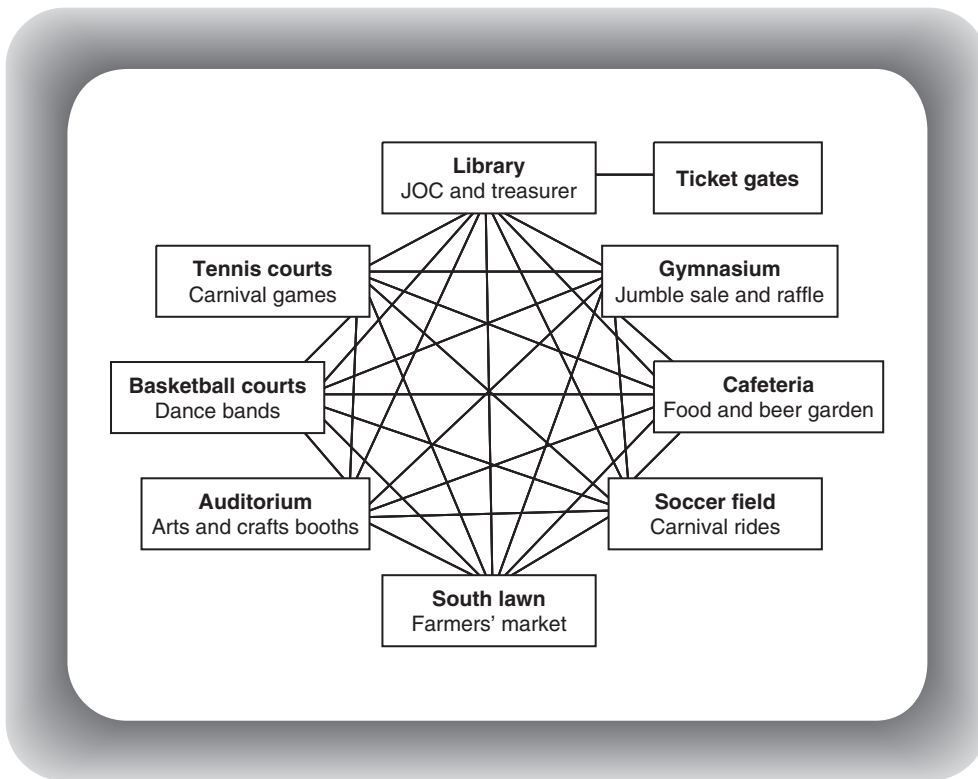 Library
JOC and treasurer
Ticket gates
Tennis courts
Carnival games
Gymnasium
Jumble sale and raffle
Basketball courts
Dance bands
Cafeteria
Food and beer garden
Auditorium
Arts and crafts booths
Soccer field
Carnival rides
South lawn
Farmers’ market